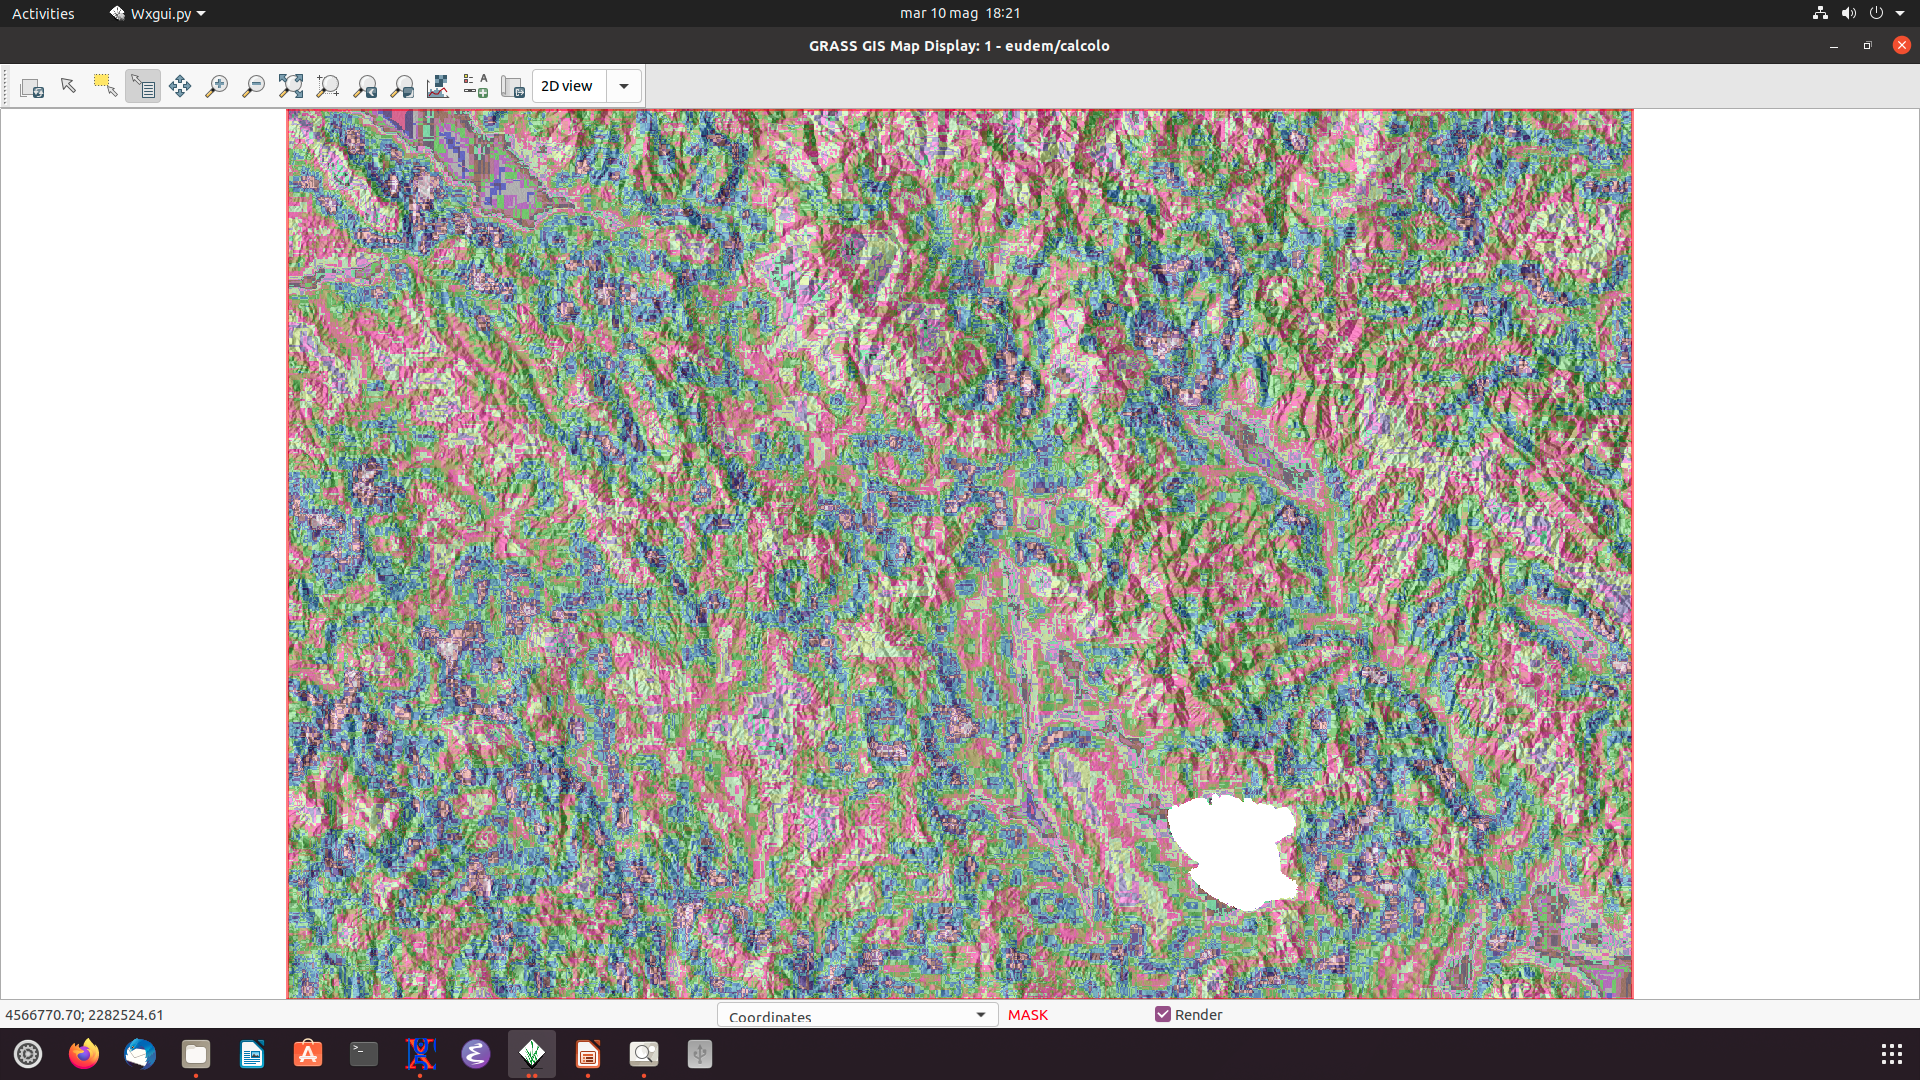 Activities
Wxgui.py
mar 10 mag 18:21
GRASS GIS Map Display: 1 - eudem/calcolo
2D view
4566770.70; 2282524.61
Coordinates
MASK
Render